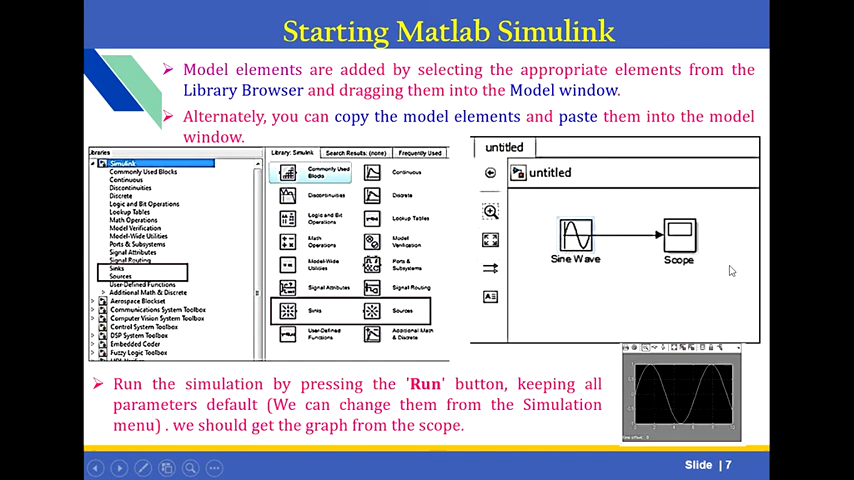 Starting Matlab Simulink
➢ Model elements are added by selecting the appropriate elements from the
Library Browser and dragging them into the Model window.
➢ Alternately, you can copy the model elements and paste them into the model
window.
Libraries
Simulink
Commonly Used Blocks
Continuous
Discontinuities
Discrete
Logic and Bit Operations
Lookup Tables
Math Operations
Model Verification
Model-Wide Utilities
Ports & Subsystems
Signal Attributes
Signal Routing
Sinks
Sources
User-Defined Functions
Additional Math & Discrete
Aerospace Blockset
Communications System Toolbox
Computer Vision System Toolbox
Control System Toolbox
DSP System Toolbox
Embedded Coder
Fuzzy Logic Toolbox
Library: Simulink Search Results: (none) Frequently Used
Commonly Used
Blocks
Continuous
Discontinuities
Discrete
Logic and Bit
Operations
Lookup Tables
Math
Operations
Model
Verification
Model-Wide
Utilities
Ports &
Subsystems
Signal Attributes
Signal Routing
Sinks
Sources
User-Defined
Functions
Additional Math
& Discrete
untitled
untitled
Sine Wave
Scope
➢ Run the simulation by pressing the 'Run' button, keeping all
parameters default (We can change them from the Simulation
menu) . we should get the graph from the scope.
Slide | 7